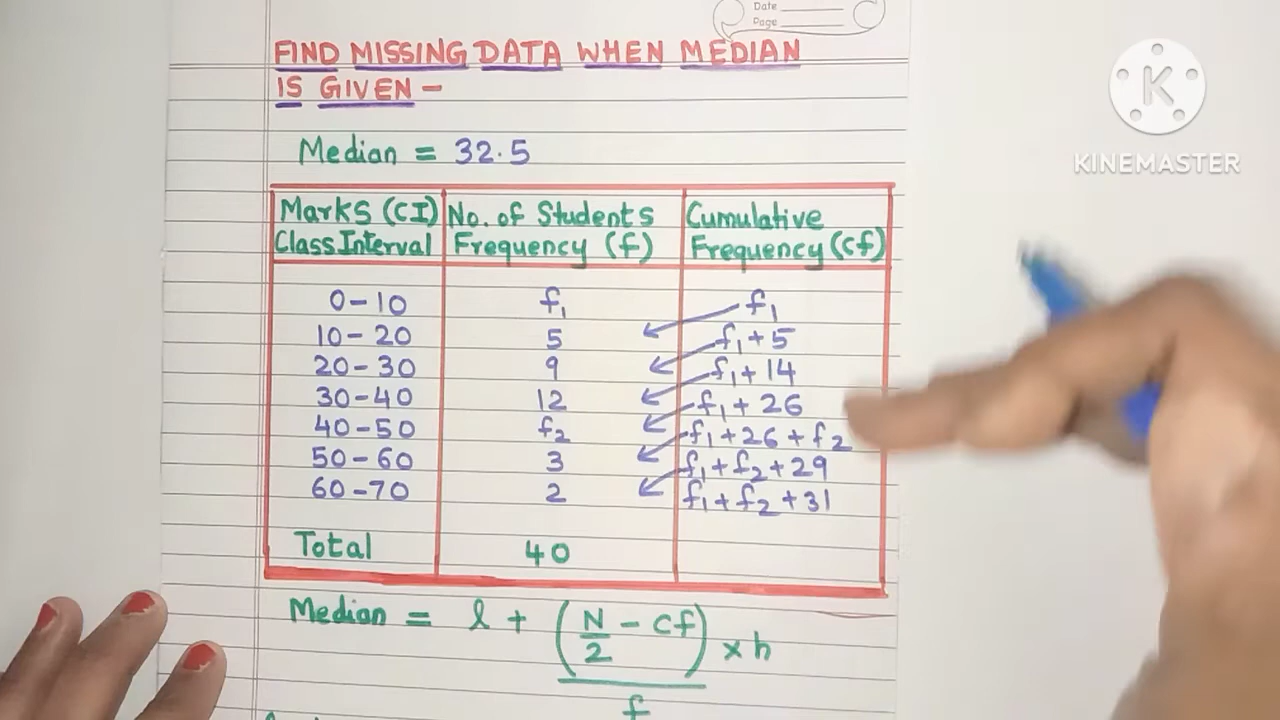 Date
Page
FIND MISSING DATA WHEN MEDIAN
IS GIVEN -
KINEMASTER
Median = 32.5
Marks (CI) No. of Students Cumulative
Class Interval Frequency (f) Frequency (cf)
0-10 f₁ f₁
10-20 5 f₁+5
20-30 9 f₁+14
30-40 12 f₁+26
40-50 f₂ f₁+26+f₂
50-60 3 f₁+f₂+29
60-70 2 f₁+f₂+31
Total 40
Median = l + (N/2 - cf)/f × h